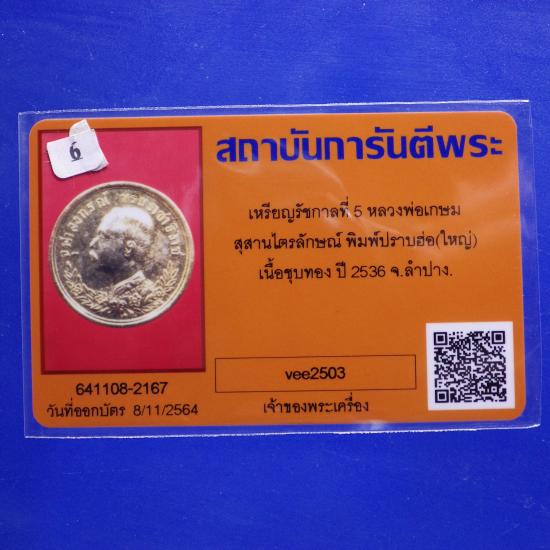 สถาบันการันตีพระ
6
เหรียญรัชกาลที่ 5 หลวงพ่อเกษม
สุสานไตรลักษณ์ พิมพ์ปราบฮ่อ(ใหญ่)
เนื้อชุบทอง ปี 2536 จ.ลำปาง.
vee2503
เจ้าของพระเครื่อง
641108-2167
วันที่ออกบัตร 8/11/2564